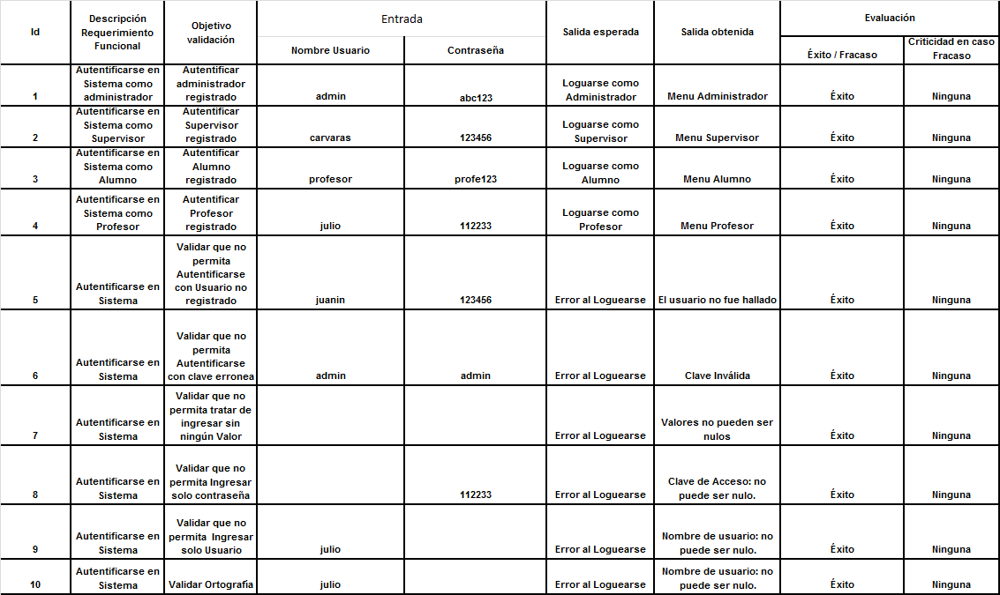 Id
Descripción
Requerimiento
Funcional
Objetivo
validación
Entrada
Nombre Usuario
Contraseña
Salida esperada
Salida obtenida
Evaluación
Éxito / Fracaso
Criticidad en caso
Fracaso
1
Autentificarse en
Sistema como
administrador
Autentificar
administrador
registrado
admin
abc123
Loguarse como
Administrador
Menu Administrador
Éxito
Ninguna
2
Autentificarse en
Sistema como
Supervisor
Autentificar
Supervisor
registrado
carvaras
123456
Loguarse como
Supervisor
Menu Supervisor
Éxito
Ninguna
3
Autentificarse en
Sistema como
Alumno
Autentificar
Alumno
registrado
profesor
profe123
Loguarse como
Alumno
Menu Alumno
Éxito
Ninguna
4
Autentificarse en
Sistema como
Profesor
Autentificar
Profesor
registrado
julio
112233
Loguarse como
Profesor
Menu Profesor
Éxito
Ninguna
5
Autentificarse en
Sistema
Validar que no
permita
Autentificarse
con Usuario no
registrado
juanin
123456
Error al Loguearse
El usuario no fue hallado
Éxito
Ninguna
6
Autentificarse en
Sistema
Validar que no
permita
Autentificarse
con clave erronea
admin
admin
Error al Loguearse
Clave Inválida
Éxito
Ninguna
7
Autentificarse en
Sistema
Validar que no
permita tratar de
ingresar sin
ningún Valor
Error al Loguearse
Valores no pueden ser
nulos
Éxito
Ninguna
8
Autentificarse en
Sistema
Validar que no
permita Ingresar
solo contraseña
112233
Error al Loguearse
Clave de Acceso: no
puede ser nulo.
Éxito
Ninguna
9
Autentificarse en
Sistema
Validar que no
permita  Ingresar
solo Usuario
julio
Error al Loguearse
Nombre de usuario: no
puede ser nulo.
Éxito
Ninguna
10
Autentificarse en
Sistema
Validar Ortografía
julio
Error al Loguearse
Nombre de usuario: no
puede ser nulo.
Éxito
Ninguna